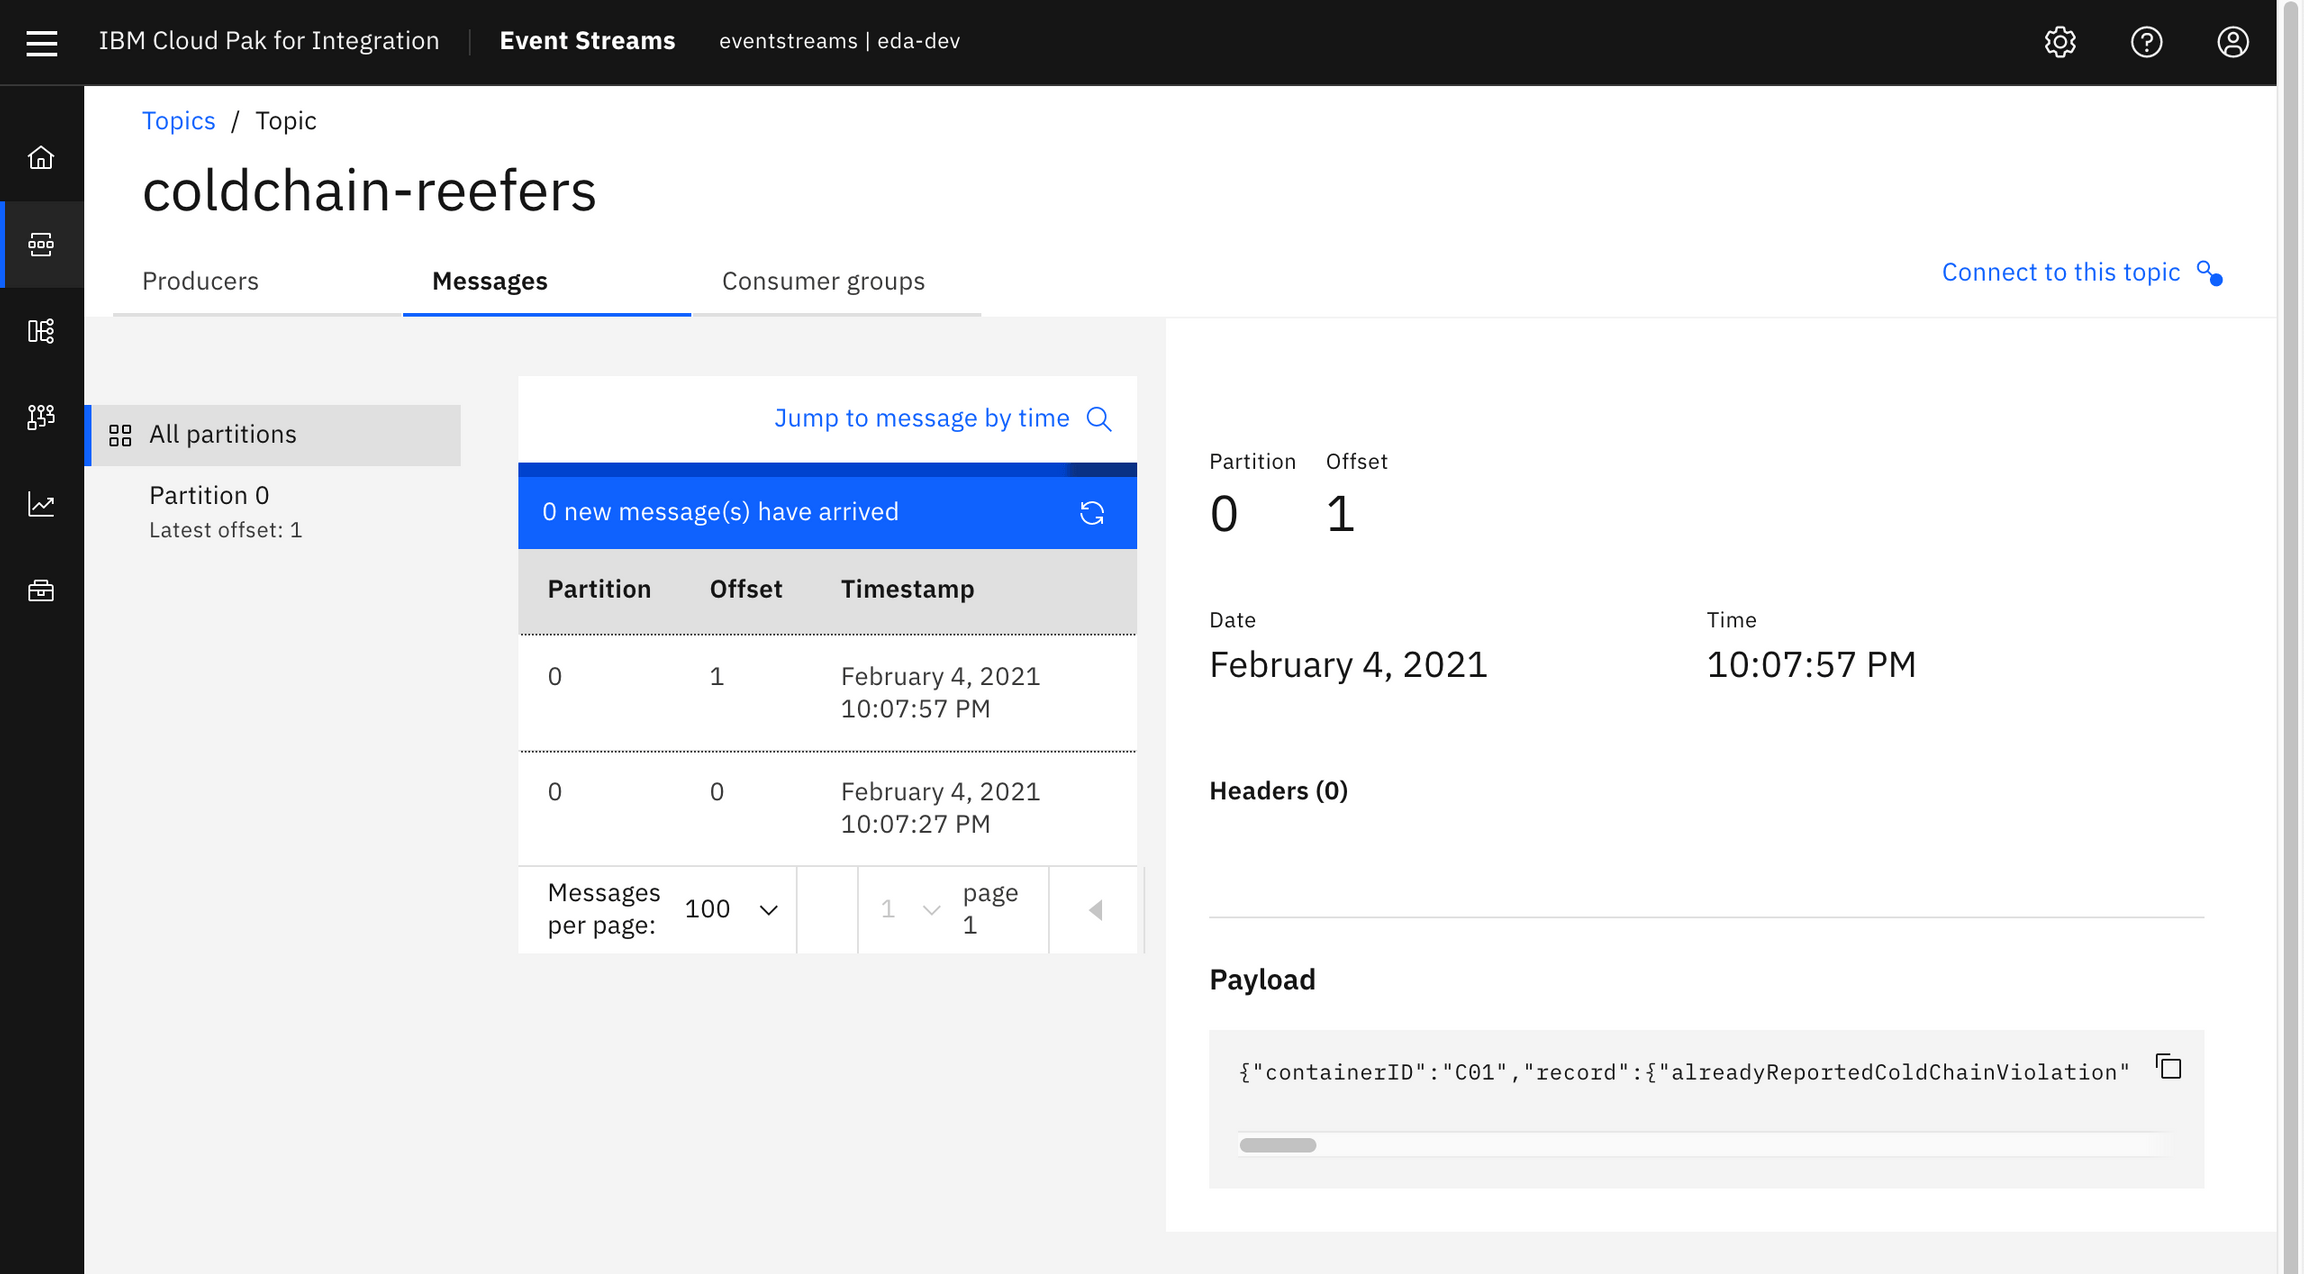 IBM Cloud Pak for Integration | Event Streams eventstreams | eda-dev
Topics / Topic
coldchain-reefers
Producers Messages Consumer groups
Connect to this topic
All partitions
Partition 0
Latest offset: 1
Jump to message by time
0 new message(s) have arrived
Partition Offset Timestamp
0 1 February 4, 2021
10:07:57 PM
0 0 February 4, 2021
10:07:27 PM
Messages
per page: 100 1 page
1
Partition Offset
0 1
Date Time
February 4, 2021 10:07:57 PM
Headers (0)
Payload
{"containerID":"C01","record":{"alreadyReportedColdChainViolation"